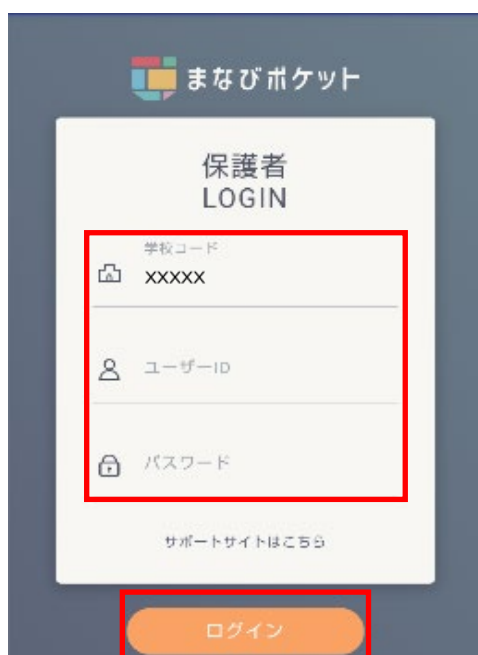 まなびポケット
保護者
LOGIN
学校コード
XXXXX
ユーザーID
パスワード
サポートサイトはこちら
ログイン